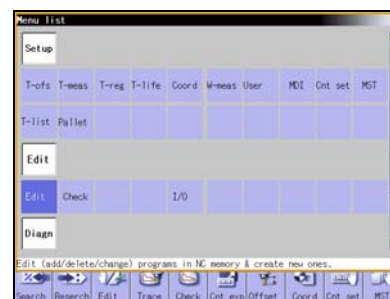 Menu list
Setup
T-ofs T-meas T-reg T-life Coord W-meas User MDI Cnt set MST
T-list Pallet
Edit
Edit Check I/O
Diagn
Edit (add/delete/change) programs in NC memory & create new ones.
Search Reserch Edit Trace Check Cnt exp Offset Coord Cnt set MST